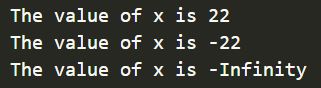 The value of x is 22
The value of x is -22
The value of x is -Infinity